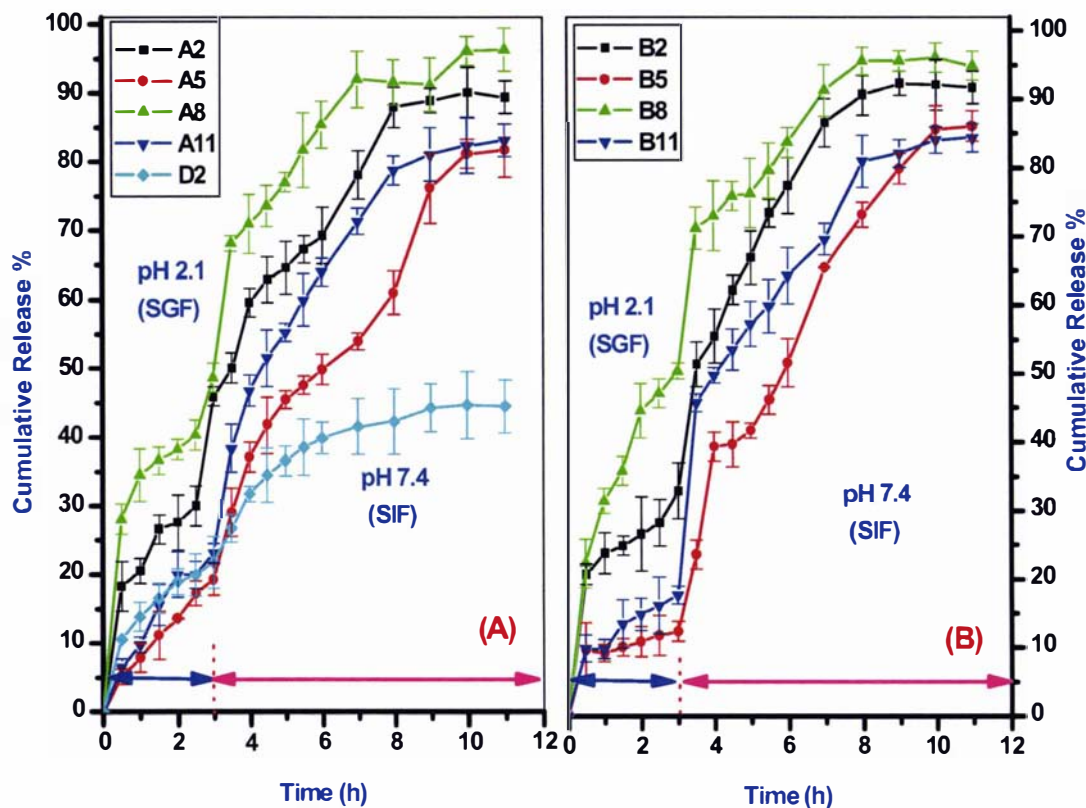 100
90
80
70
60
50
40
30
20
10
0
Cumulative Release %
A2
A5
A8
A11
D2
pH 2.1
(SGF)
pH 7.4
(SIF)
(A)
0 2 4 6 8 10 12
Time (h)
B2
B5
B8
B11
pH 2.1
(SGF)
pH 7.4
(SIF)
(B)
0 2 4 6 8 10 12
Time (h)
100
90
80
70
60
50
40
30
20
10
0
Cumulative Release %